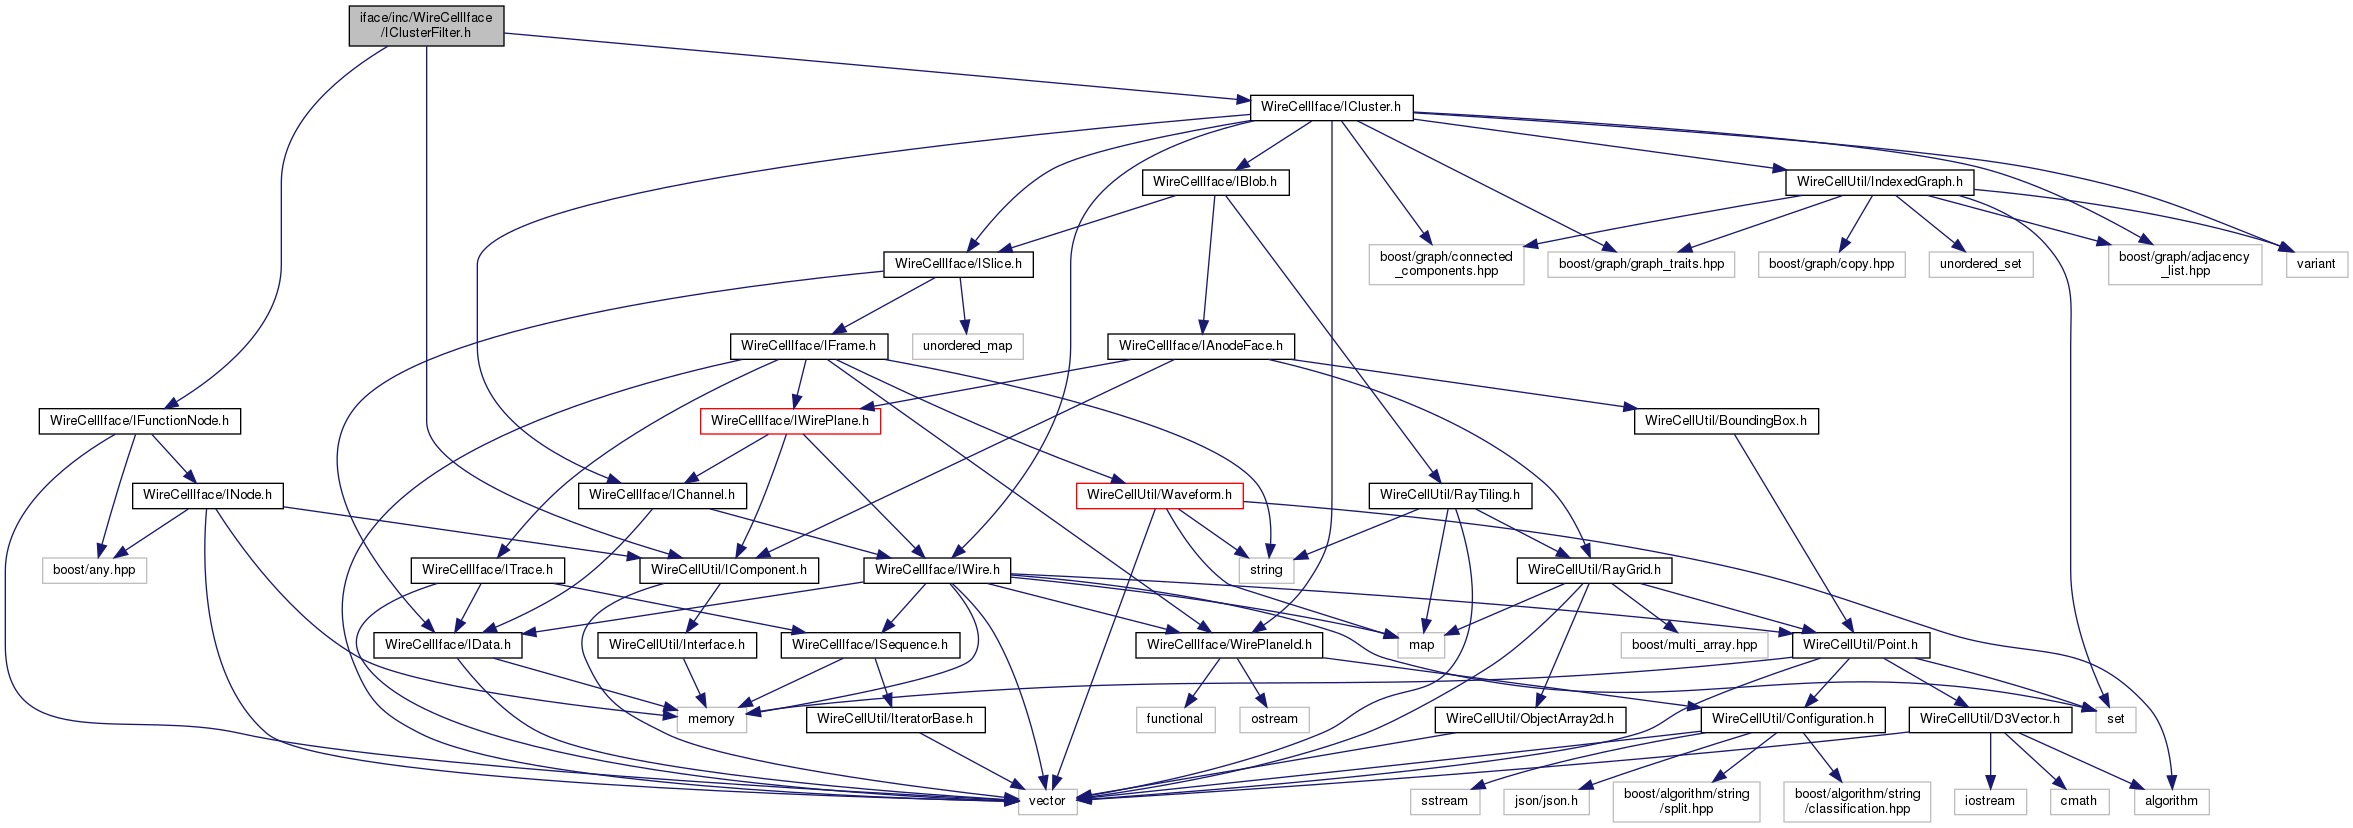 iface/inc/WireCellIface
/IClusterFilter.h
WireCellIface/ICluster.h
WireCellIface/IBlob.h
WireCellUtil/IndexedGraph.h
WireCellIface/ISlice.h
boost/graph/connected
_components.hpp
boost/graph/graph_traits.hpp
boost/graph/copy.hpp
unordered_set
boost/graph/adjacency
_list.hpp
variant
WireCellIface/IFrame.h
unordered_map
WireCellIface/IAnodeFace.h
WireCellIface/IFunctionNode.h
WireCellIface/IWirePlane.h
WireCellUtil/BoundingBox.h
WireCellIface/INode.h
WireCellIface/IChannel.h
WireCellUtil/Waveform.h
WireCellUtil/RayTiling.h
boost/any.hpp
WireCellIface/ITrace.h
WireCellUtil/IComponent.h
WireCellIface/IWire.h
string
WireCellUtil/RayGrid.h
WireCellIface/IData.h
WireCellUtil/Interface.h
WireCellIface/ISequence.h
WireCellIface/WirePlaneId.h
map
boost/multi_array.hpp
WireCellUtil/Point.h
memory
WireCellUtil/IteratorBase.h
functional
ostream
WireCellUtil/ObjectArray2d.h
WireCellUtil/Configuration.h
WireCellUtil/D3Vector.h
set
vector
sstream
json/json.h
boost/algorithm/string
/split.hpp
boost/algorithm/string
/classification.hpp
iostream
cmath
algorithm